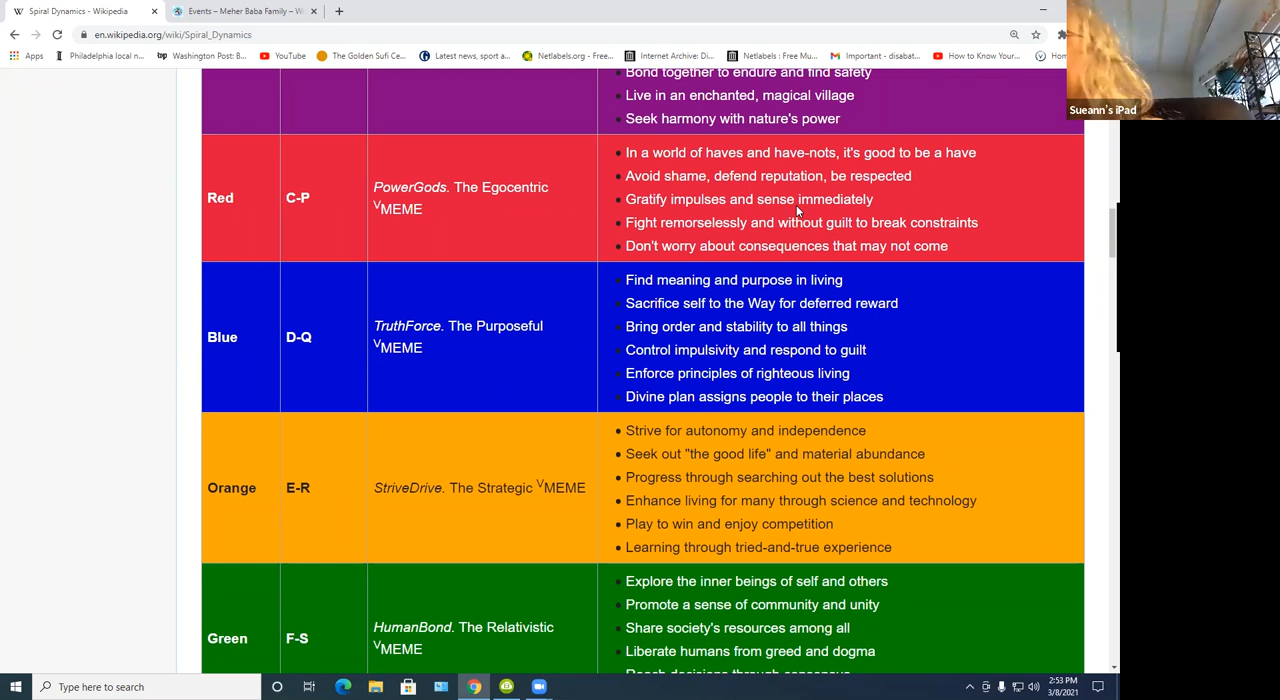 Spiral Dynamics - Wikipedia
Events – Meher Baba Family – W
en.wikipedia.org/wiki/Spiral_Dynamics
Apps
Philadelphia local n...
Washington Post: B...
YouTube
The Golden Sufi Ce...
Latest news, sport a...
Netlabels.org - Free...
Internet Archive: Di...
Netlabels : Free Mu...
Important - disabat...
How to Know Your...
Hom
Sueann's iPad
Bond together to endure and find safety
Live in an enchanted, magical village
Seek harmony with nature's power
Red
C-P
PowerGods. The Egocentric
VMEME
In a world of haves and have-nots, it's good to be a have
Avoid shame, defend reputation, be respected
Gratify impulses and sense immediately
Fight remorselessly and without guilt to break constraints
Don't worry about consequences that may not come
Blue
D-Q
TruthForce. The Purposeful
VMEME
Find meaning and purpose in living
Sacrifice self to the Way for deferred reward
Bring order and stability to all things
Control impulsivity and respond to guilt
Enforce principles of righteous living
Divine plan assigns people to their places
Orange
E-R
StriveDrive. The Strategic VMEME
Strive for autonomy and independence
Seek out "the good life" and material abundance
Progress through searching out the best solutions
Enhance living for many through science and technology
Play to win and enjoy competition
Learning through tried-and-true experience
Green
F-S
HumanBond. The Relativistic
VMEME
Explore the inner beings of self and others
Promote a sense of community and unity
Share society's resources among all
Liberate humans from greed and dogma
Reach decisions through consensus
Type here to search
2:53 PM
3/8/2021